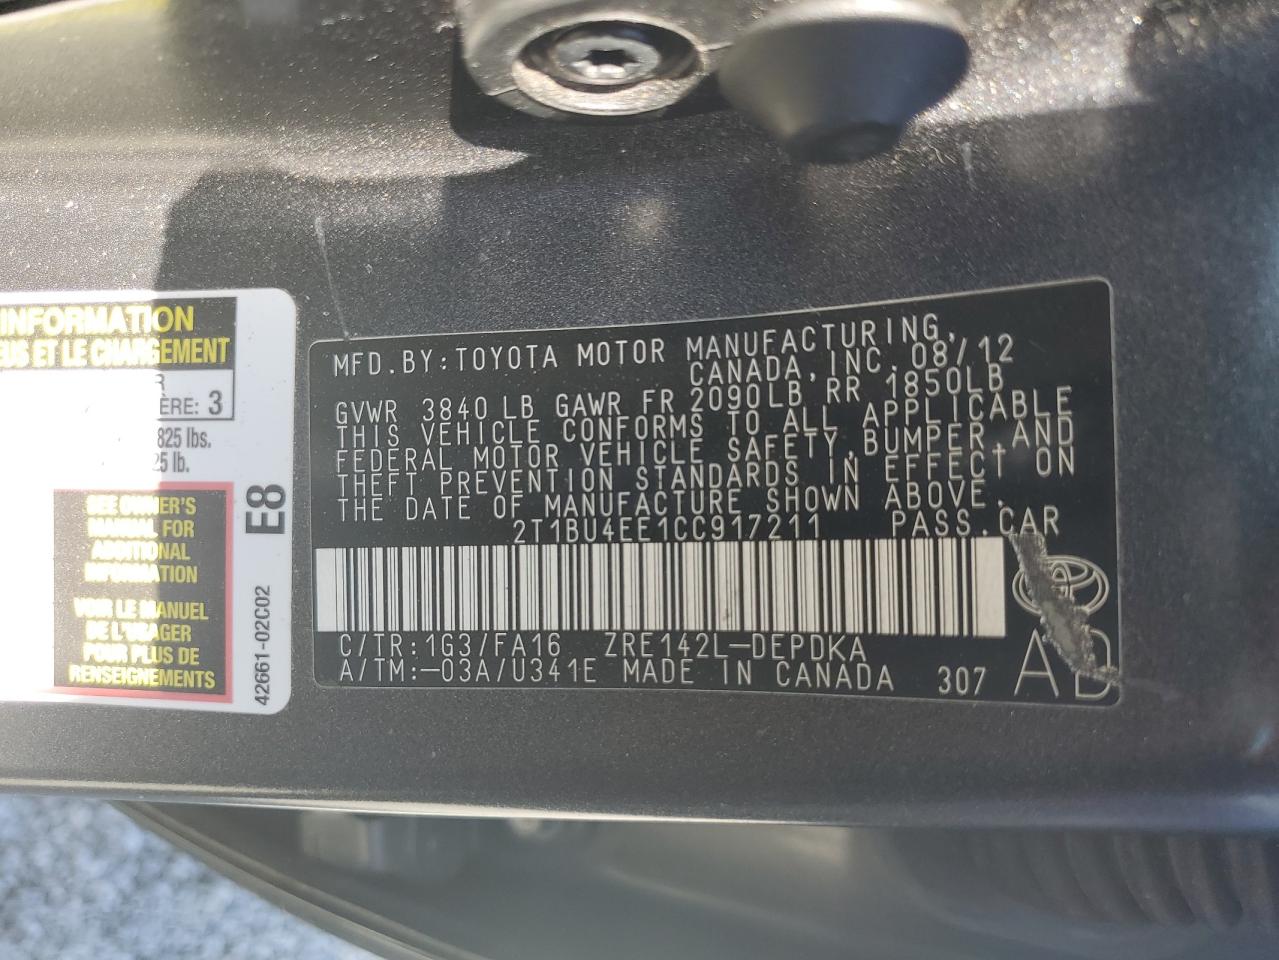 INFORMATION
EUS ET LE CHARGEMENT
R
ÈRE: 3
825 lbs.
25 lb.
SEE OWNER'S
MANUAL FOR
ADDITIONAL
INFORMATION
VOIR LE MANUEL
DE L'USAGER
POUR PLUS DE
RENSEIGNEMENTS
E8
42661-02C02
MFD. BY: TOYOTA MOTOR MANUFACTURING,
CANADA, INC. 08/12
GVWR 3840 LB GAWR FR 2090LB RR 1850LB
THIS VEHICLE CONFORMS TO ALL APPLICABLE
FEDERAL MOTOR VEHICLE SAFETY, BUMPER, AND
THEFT PREVENTION STANDARDS IN EFFECT ON
THE DATE OF MANUFACTURE SHOWN ABOVE.
2T1BU4EE1CC917211 PASS. CAR
C/TR: 1G3/FA16 ZRE142L-DEPDKA
A/TM: -03A/U341E MADE IN CANADA 307
AD